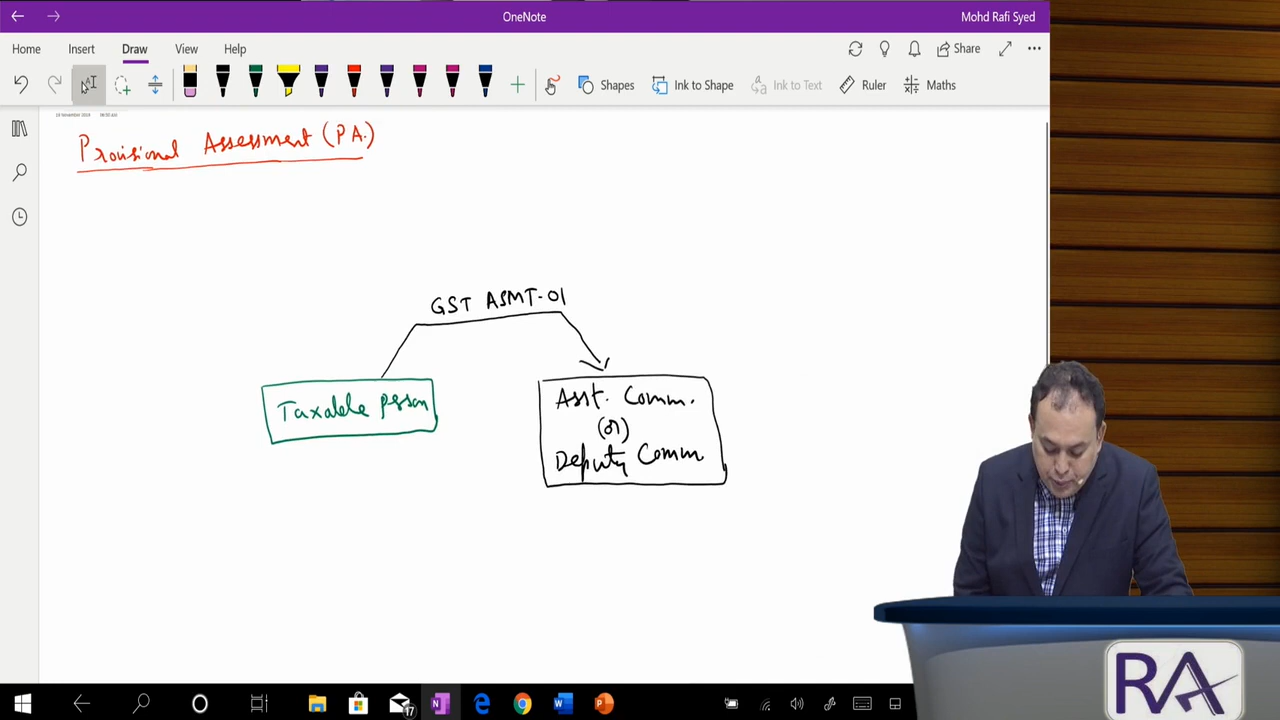 OneNote
Mohd Rafi Syed
Home Insert Draw View Help
Share
Shapes Ink to Shape Ink to Text Ruler Maths
Provisional Assessment (PA.)
GST ASMT-01
Taxable person
Asst. Comm.
(or)
Deputy Comm
17
RA